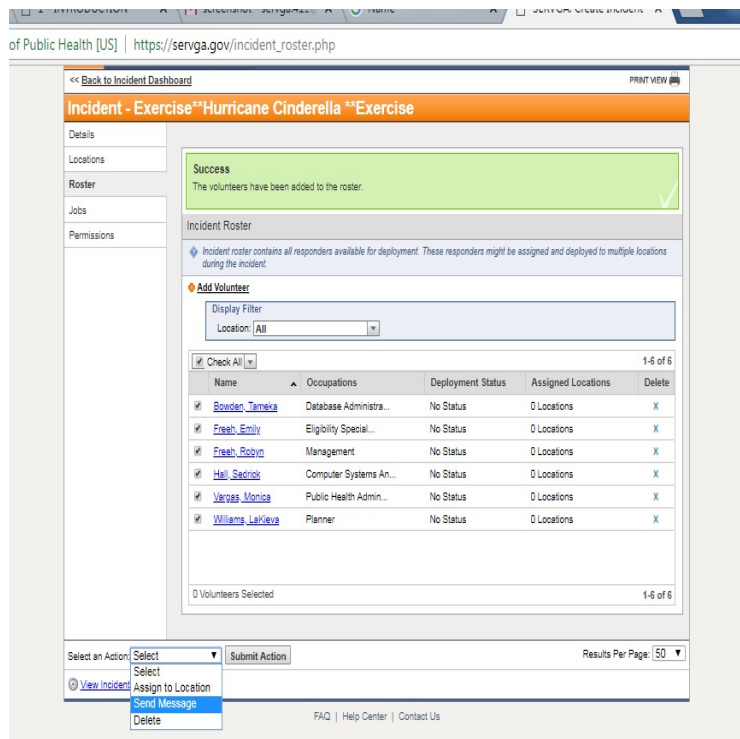 SERVGA: Create Incident
of Public Health [US] | https://servga.gov/incident_roster.php
<< Back to Incident Dashboard PRINT VIEW
Incident - Exercise**Hurricane Cinderella **Exercise
Details
Locations
Roster
Jobs
Permissions
Success
The volunteers have been added to the roster.
Incident Roster
Incident roster contains all responders available for deployment. These responders might be assigned and deployed to multiple locations
during the incident.
Add Volunteer
Display Filter
Location: All
Check All 1-6 of 6
Name Occupations Deployment Status Assigned Locations Delete
Bowden, Tameka Database Administra... No Status 0 Locations X
Freeh, Emily Eligibility Special... No Status 0 Locations X
Freeh, Robyn Management No Status 0 Locations X
Hall, Sedrick Computer Systems An... No Status 0 Locations X
Vargas, Monica Public Health Admin... No Status 0 Locations X
Williams, LaKieva Planner No Status 0 Locations X
0 Volunteers Selected 1-6 of 6
Select an Action: Select Submit Action Results Per Page: 50
Select
View Incident Assign to Location
Send Message
Delete
FAQ | Help Center | Contact Us